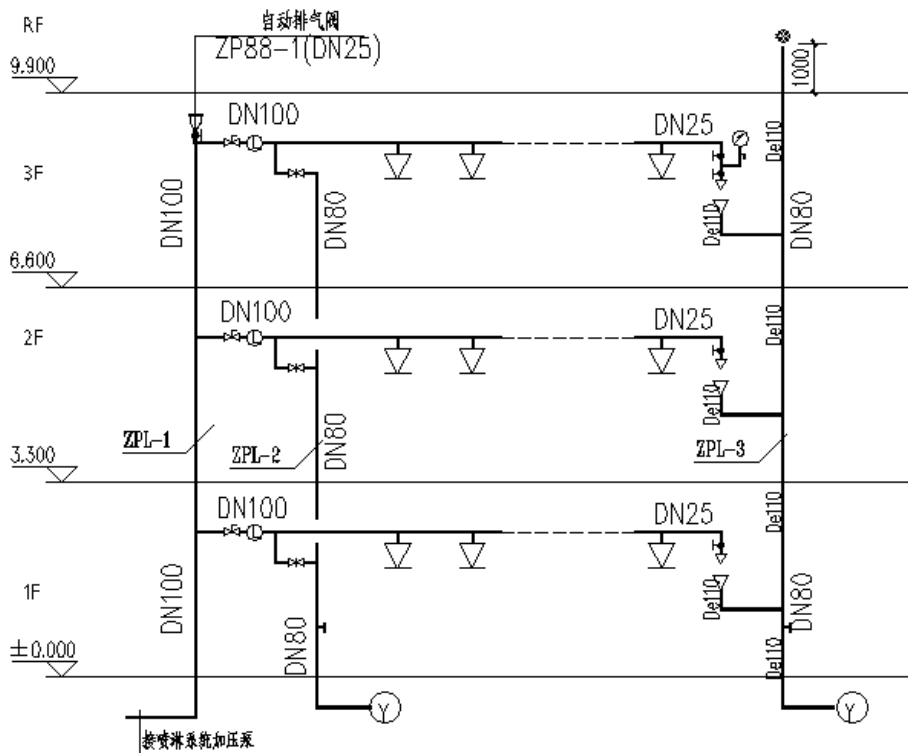 RF
自动排气阀
ZP88-1(DN25)
9.900
1000
DN100
DN25
De110
3F
DN100
DN80
De110
DN80
6.600
DN100
DN25
De110
2F
De110
ZPL-1
ZPL-2
DN80
ZPL-3
3.300
DN100
DN25
De110
1F
DN100
DN80
De110
DN80
±0.000
De110
Y
Y
接喷淋系统加压泵